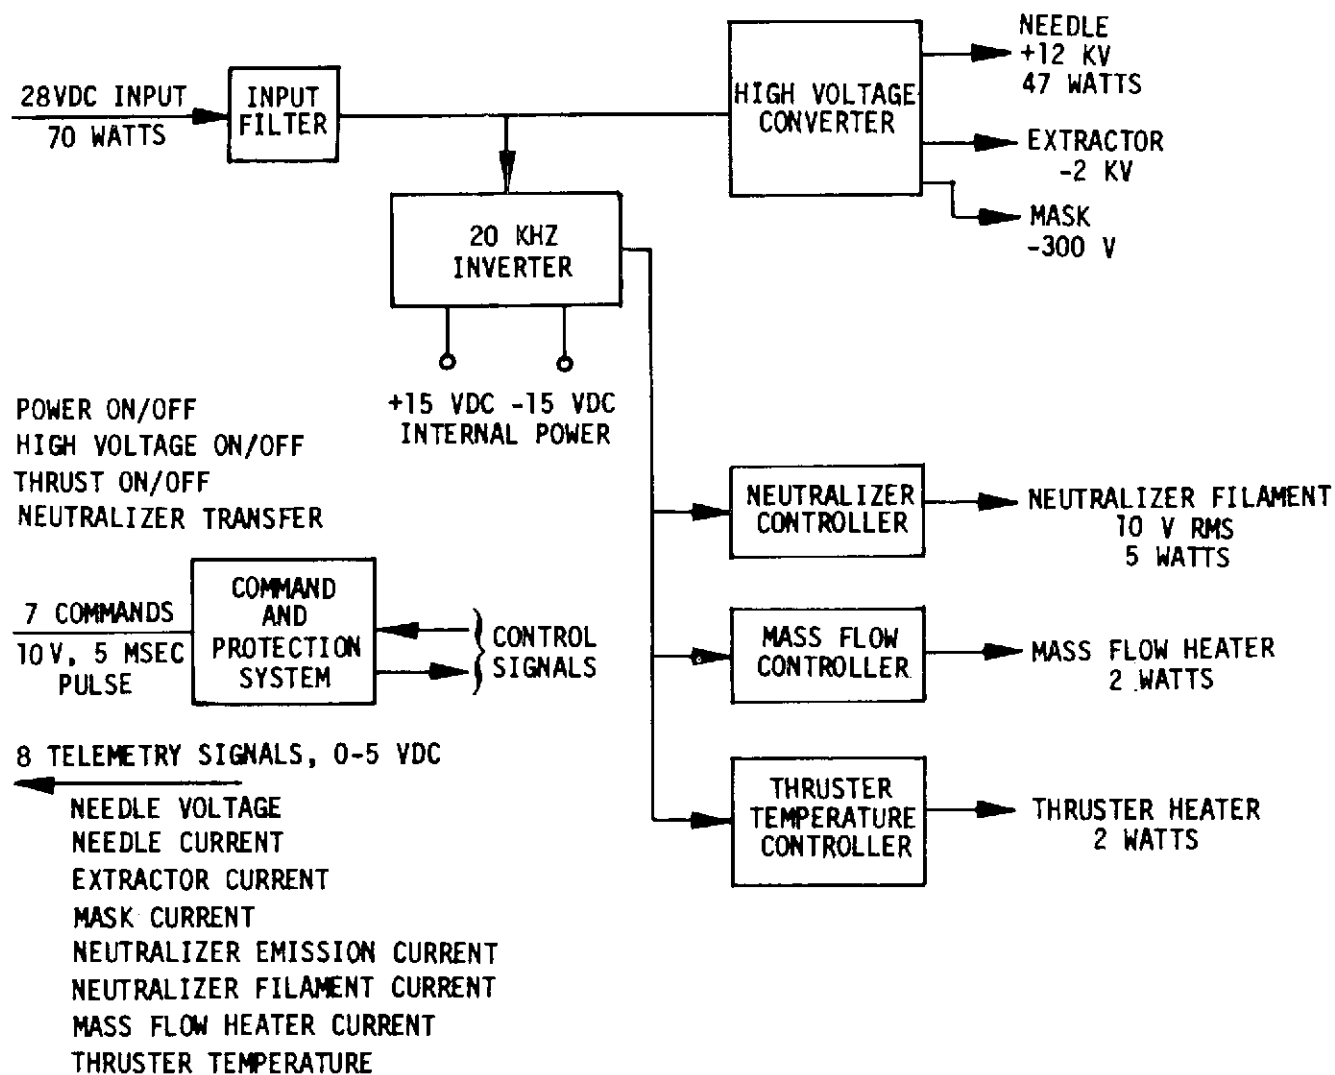 28VDC INPUT
70 WATTS
INPUT
FILTER
HIGH VOLTAGE
CONVERTER
NEEDLE
+12 KV
47 WATTS
EXTRACTOR
-2 KV
MASK
-300 V
20 KHZ
INVERTER
+15 VDC -15 VDC
INTERNAL POWER
POWER ON/OFF
HIGH VOLTAGE ON/OFF
THRUST ON/OFF
NEUTRALIZER TRANSFER
7 COMMANDS
10V, 5 MSEC
PULSE
COMMAND
AND
PROTECTION
SYSTEM
CONTROL
SIGNALS
NEUTRALIZER
CONTROLLER
NEUTRALIZER FILAMENT
10 V RMS
5 WATTS
MASS FLOW
CONTROLLER
MASS FLOW HEATER
2 WATTS
THRUSTER
TEMPERATURE
CONTROLLER
THRUSTER HEATER
2 WATTS
8 TELEMETRY SIGNALS, 0-5 VDC
NEEDLE VOLTAGE
NEEDLE CURRENT
EXTRACTOR CURRENT
MASK CURRENT
NEUTRALIZER EMISSION CURRENT
NEUTRALIZER FILAMENT CURRENT
MASS FLOW HEATER CURRENT
THRUSTER TEMPERATURE